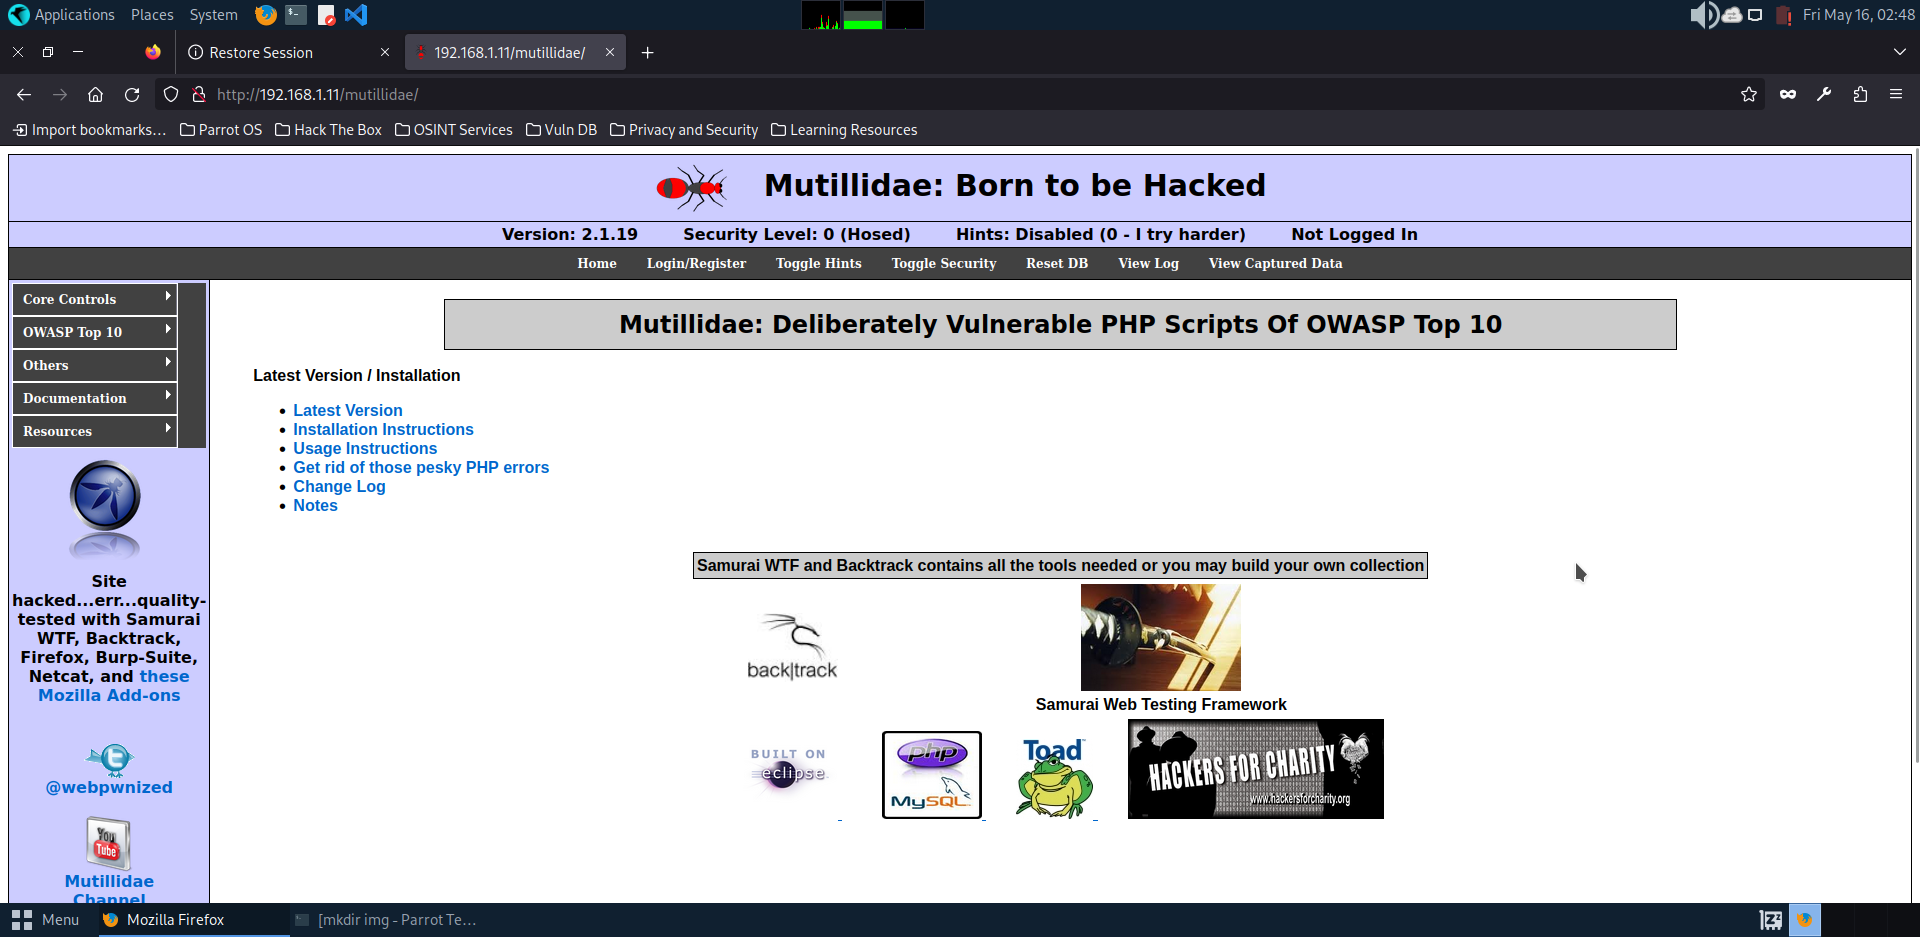 Applications Places System Fri May 16, 02:48
Restore Session 192.168.1.11/mutillidae/
http://192.168.1.11/mutillidae/
Import bookmarks... Parrot OS Hack The Box OSINT Services Vuln DB Privacy and Security Learning Resources
Mutillidae: Born to be Hacked
Version: 2.1.19 Security Level: 0 (Hosed) Hints: Disabled (0 - I try harder) Not Logged In
Home Login/Register Toggle Hints Toggle Security Reset DB View Log View Captured Data
Core Controls
OWASP Top 10
Others
Documentation
Resources
Site
hacked...err...quality-
tested with Samurai
WTF, Backtrack,
Firefox, Burp-Suite,
Netcat, and these
Mozilla Add-ons
@webpwnized
You
Tube
Mutillidae
Channel
Mutillidae: Deliberately Vulnerable PHP Scripts Of OWASP Top 10
Latest Version / Installation
Latest Version
Installation Instructions
Usage Instructions
Get rid of those pesky PHP errors
Change Log
Notes
Samurai WTF and Backtrack contains all the tools needed or you may build your own collection
back|track
Samurai Web Testing Framework
BUILT ON
eclipse
php
MySQL
Toad
HACKERS FOR CHARITY
www.hackersforcharity.org
Menu Mozilla Firefox [mkdir img - Parrot Te...